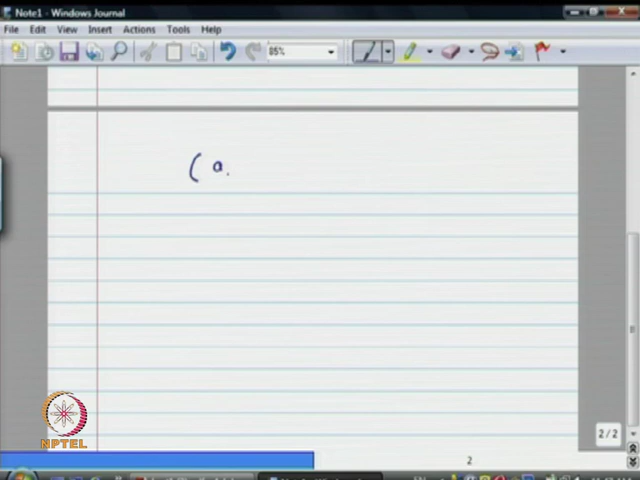 Note1 - Windows Journal
File Edit View Insert Actions Tools Help
85%
( a.
NPTEL
2/2
2